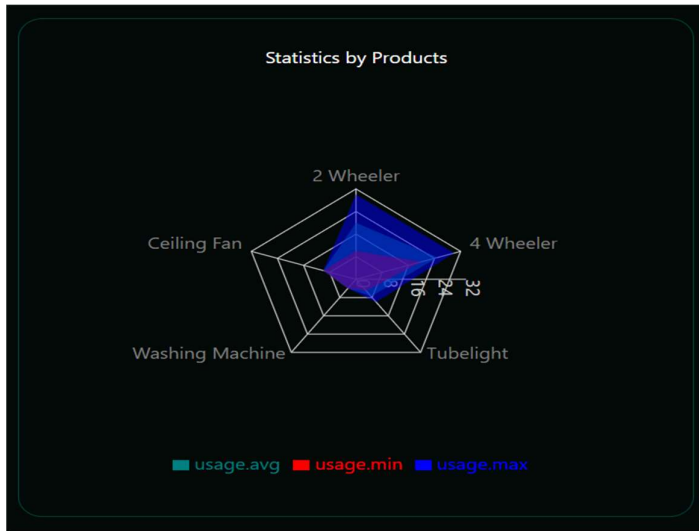 Statistics by Products
2 Wheeler
Ceiling Fan
4 Wheeler
0 8 16 24 32
Washing Machine
Tubelight
usage.avg usage.min usage.max